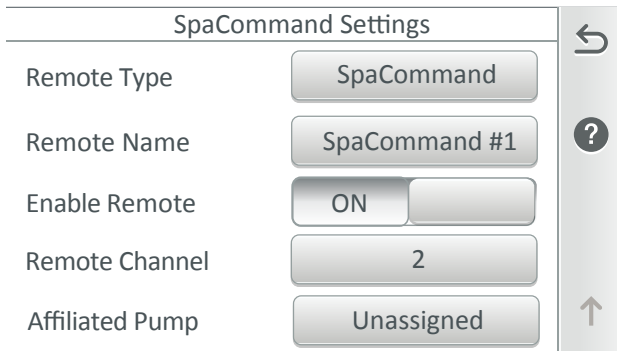 SpaCommand Settings
Remote Type SpaCommand
Remote Name SpaCommand #1
Enable Remote ON
Remote Channel 2
Affiliated Pump Unassigned
?